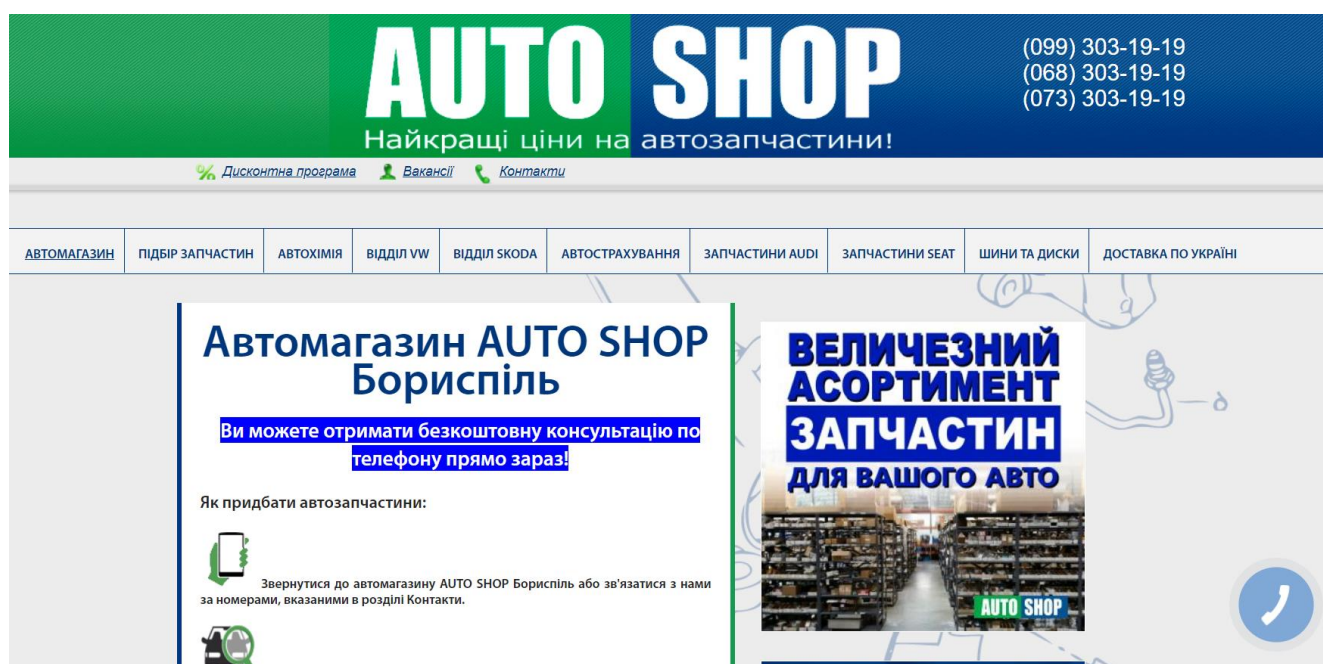 AUTO SHOP
Найкращі ціни на автозапчастини!
(099) 303-19-19
(068) 303-19-19
(073) 303-19-19
Дисконтна програма Вакансії Контакти
АВТОМАГАЗИН ПІДБІР ЗАПЧАСТИН АВТОХІМІЯ ВІДДІЛ VW ВІДДІЛ SKODA АВТОСТРАХУВАННЯ ЗАПЧАСТИНИ AUDI ЗАПЧАСТИНИ SEAT ШИНИ ТА ДИСКИ ДОСТАВКА ПО УКРАЇНІ
Автомагазин AUTO SHOP
Бориспіль
Ви можете отримати безкоштовну консультацію по
телефону прямо зараз!
Як придбати автозапчастини:
Звернутися до автомагазину AUTO SHOP Бориспіль або зв'язатися з нами
за номерами, вказаними в розділі Контакти.
ВЕЛИЧЕЗНИЙ
АСОРТИМЕНТ
ЗАПЧАСТИН
ДЛЯ ВАШОГО АВТО
AUTO SHOP